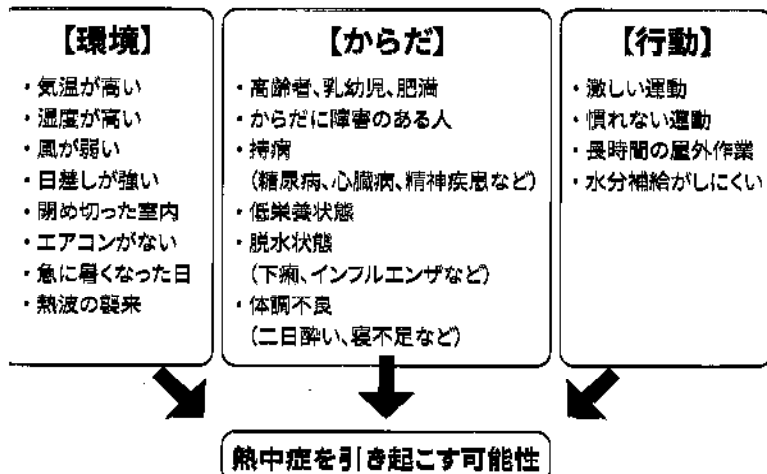 【環境】
・気温が高い
・湿度が高い
・風が弱い
・日差しが強い
・閉め切った室内
・エアコンがない
・急に暑くなった日
・熱波の襲来
【からだ】
・高齢者、乳幼児、肥満
・からだに障害のある人
・持病
(糖尿病、心臓病、精神疾患など)
・低栄養状態
・脱水状態
(下痢、インフルエンザなど)
・体調不良
(二日酔い、寝不足など)
【行動】
・激しい運動
・慣れない運動
・長時間の屋外作業
・水分補給がしにくい
熱中症を引き起こす可能性